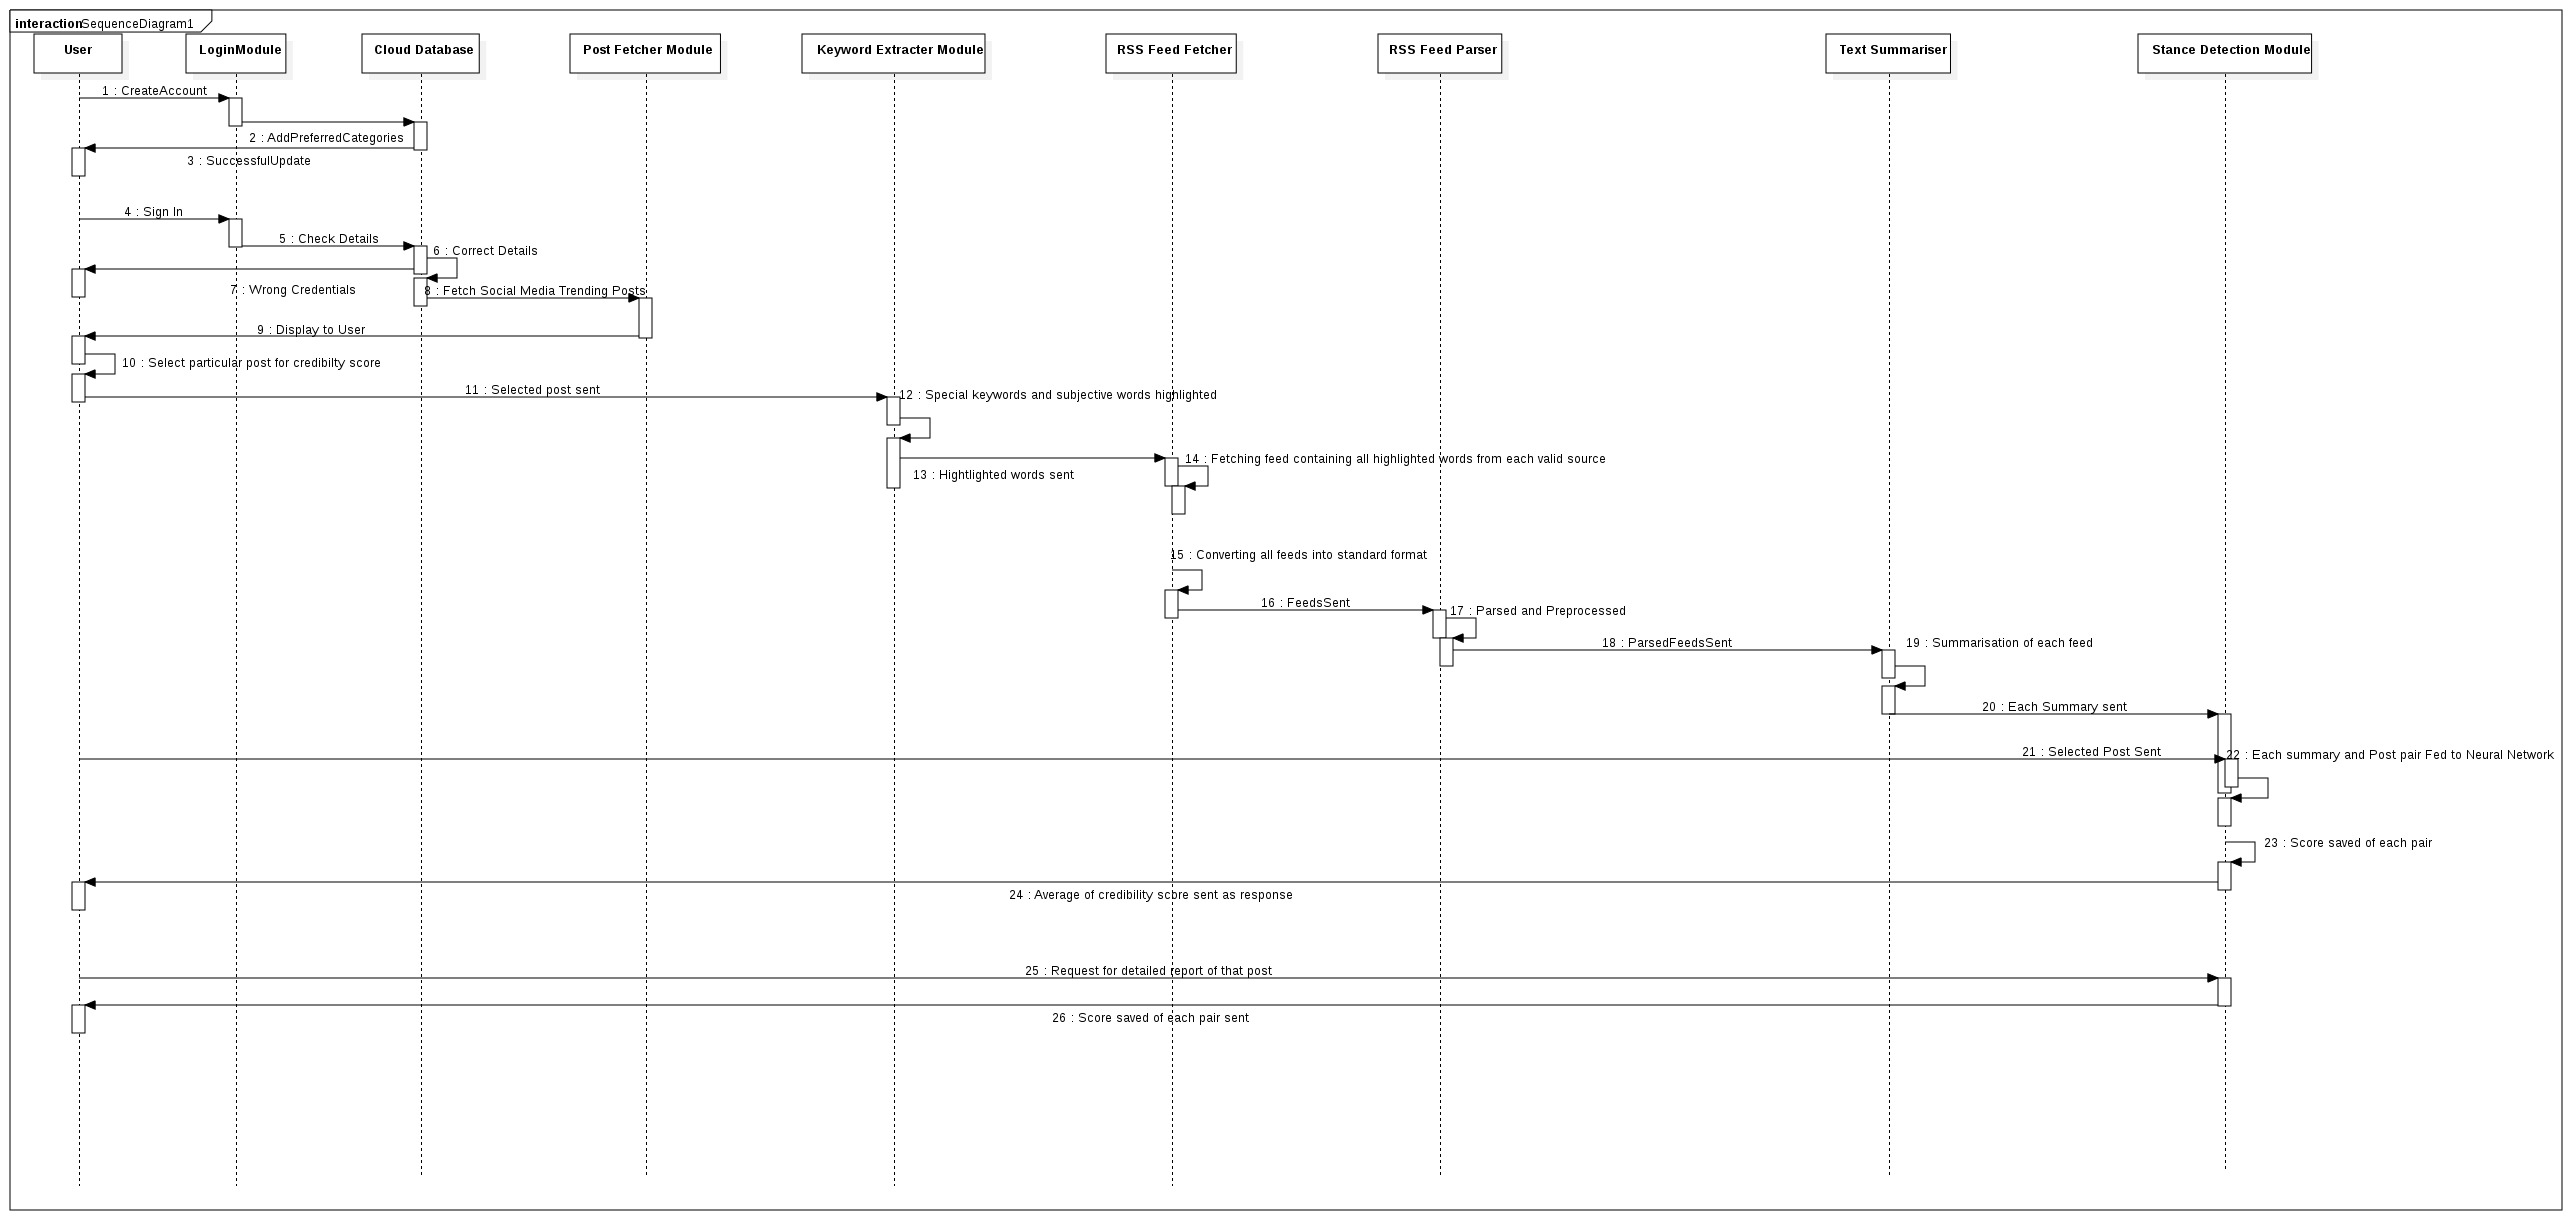 interaction SequenceDiagram1
User
LoginModule
Cloud Database
Post Fetcher Module
Keyword Extracter Module
RSS Feed Fetcher
RSS Feed Parser
Text Summariser
Stance Detection Module
1 : CreateAccount
2 : AddPreferredCategories
3 : SuccessfulUpdate
4 : Sign In
5 : Check Details
6 : Correct Details
7 : Wrong Credentials
8 : Fetch Social Media Trending Posts
9 : Display to User
10 : Select particular post for credibilty score
11 : Selected post sent
12 : Special keywords and subjective words highlighted
13 : Hightlighted words sent
14 : Fetching feed containing all highlighted words from each valid source
15 : Converting all feeds into standard format
16 : FeedsSent
17 : Parsed and Preprocessed
18 : ParsedFeedsSent
19 : Summarisation of each feed
20 : Each Summary sent
21 : Selected Post Sent
22 : Each summary and Post pair Fed to Neural Network
23 : Score saved of each pair
24 : Average of credibility score sent as response
25 : Request for detailed report of that post
26 : Score saved of each pair sent